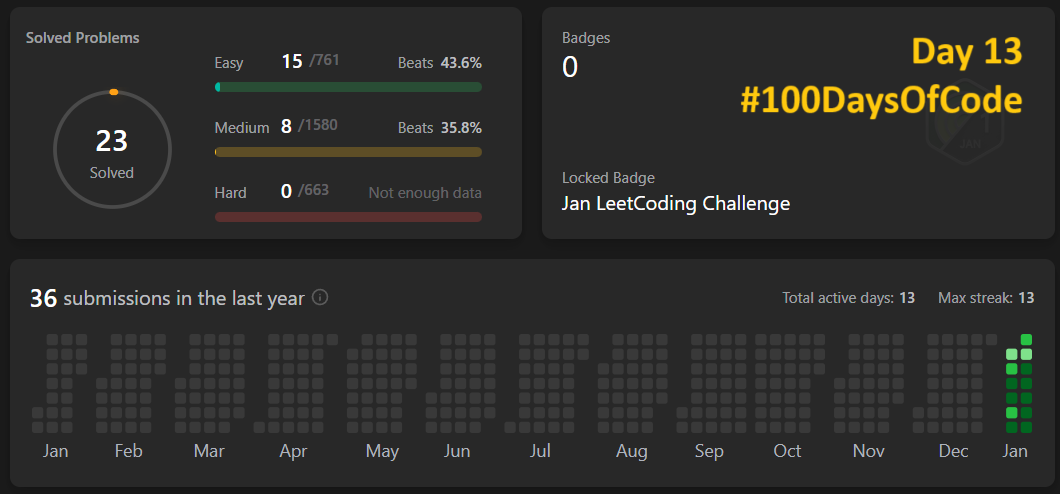 Solved Problems
23
Solved
Easy 15 /761 Beats 43.6%
Medium 8 /1580 Beats 35.8%
Hard 0 /663 Not enough data
Badges
0
Day 13
#100DaysOfCode
JAN
Locked Badge
Jan LeetCoding Challenge
36 submissions in the last year
Total active days: 13 Max streak: 13
Jan Feb Mar Apr May Jun Jul Aug Sep Oct Nov Dec Jan